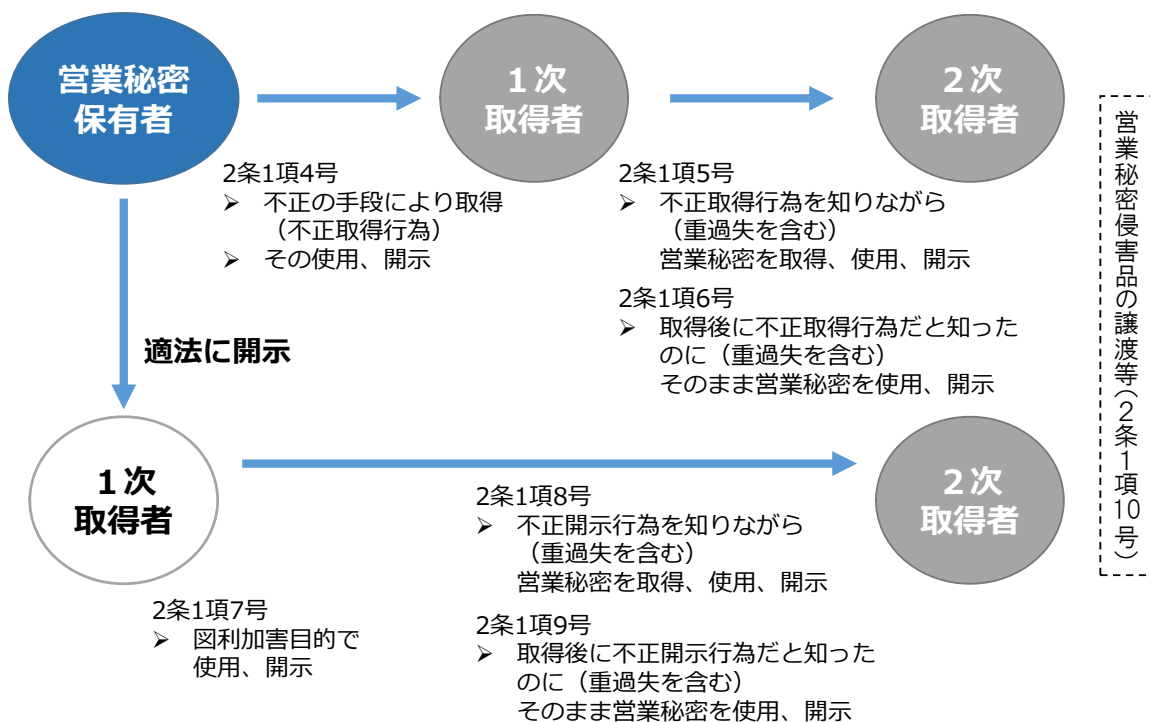 営業秘密
保有者
１次
取得者
２次
取得者
2条1項4号
➢ 不正の手段により取得
（不正取得行為）
➢ その使用、開示
2条1項5号
➢ 不正取得行為を知りながら
（重過失を含む）
営業秘密を取得、使用、開示
2条1項6号
➢ 取得後に不正取得行為だと知った
のに（重過失を含む）
そのまま営業秘密を使用、開示
適法に開示
１次
取得者
２次
取得者
2条1項7号
➢ 図利加害目的で
使用、開示
2条1項8号
➢ 不正開示行為を知りながら
（重過失を含む）
営業秘密を取得、使用、開示
2条1項9号
➢ 取得後に不正開示行為だと知った
のに（重過失を含む）
そのまま営業秘密を使用、開示
営業秘密侵害品の譲渡等（２条１項10号）